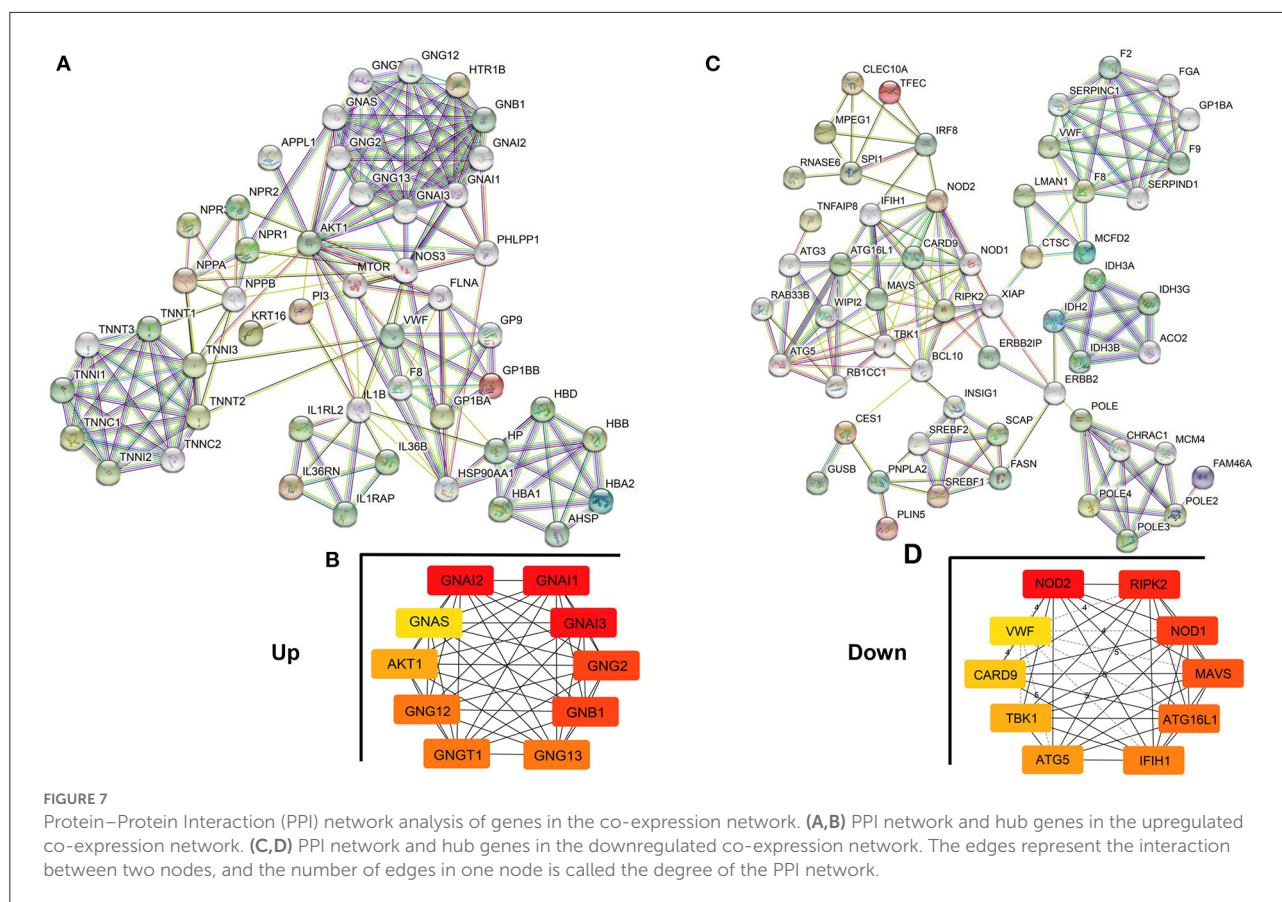 A
GNG12
GNGT
HTR1B
GNAS
GNB1
APPL1
GNG2
GNAI2
NPR2
GNG13
GNAI1
GNAI3
NPR3
AKT1
PHLPP1
NPR1
NOS3
NPPA
MTOR
FLNA
NPPB
PI3
TNNT1
KRT16
VWF
GP9
TNNT3
TNNI3
F8
GP1BB
TNNI1
TNNT2
IL1B
GP1BA
HBD
IL1RL2
TNNC1
HBB
TNNC2
IL36B
HP
TNNI2
IL36RN
HSP90AA1
HBA2
IL1RAP
HBA1
AHSP
C
CLEC10A
F2
TFEC
FGA
SERPINC1
MPEG1
GP1BA
IRF8
VWF
RNASE6
SPI1
F9
NOD2
LMAN1
F8
SERPIND1
TNFAIP8
IFIH1
ATG3
ATG16L1
CARD9
NOD1
CTSC
MCFD2
IDH3A
RAB33B
WIPI2
MAVS
RIPK2
XIAP
IDH2
IDH3G
ATG5
TBK1
ACO2
RB1CC1
BCL10
ERBB2IP
IDH3B
ERBB2
INSIG1
CES1
SREBF2
SCAP
POLE
CHRAC1
MCM4
GUSB
PNPLA2
FASN
FAM46A
SREBF1
POLE4
POLE2
PLIN5
POLE3
B
Up
GNAI2
GNAI1
GNAS
GNAI3
AKT1
GNG2
GNG12
GNB1
GNGT1
GNG13
D
Down
NOD2
RIPK2
4
4
VWF
NOD1
4
4
5
CARD9
MAVS
5
5
TBK1
ATG16L1
ATG5
IFIH1
FIGURE 7
Protein–Protein Interaction (PPI) network analysis of genes in the co-expression network. (A,B) PPI network and hub genes in the upregulated
co-expression network. (C,D) PPI network and hub genes in the downregulated co-expression network. The edges represent the interaction
between two nodes, and the number of edges in one node is called the degree of the PPI network.